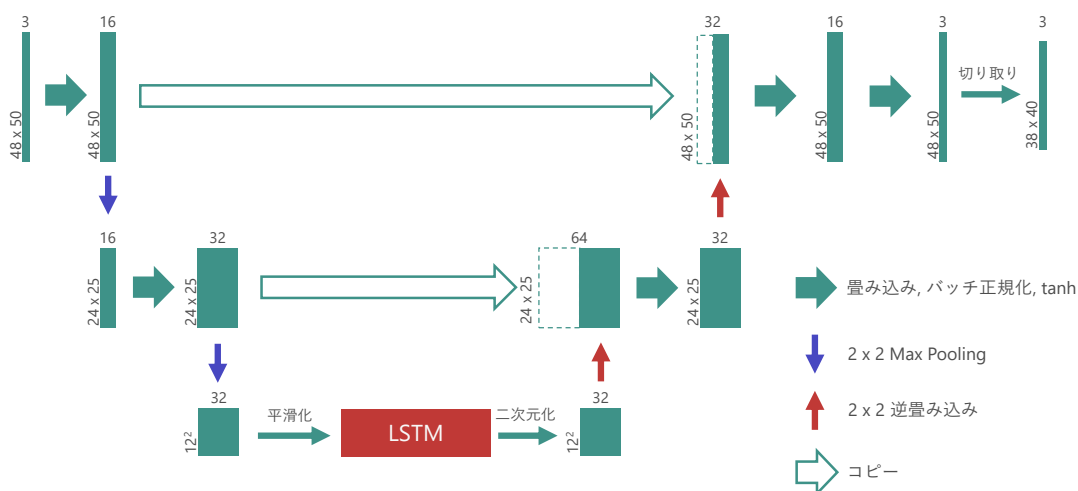 3
16
32
16
3
3
48 x 50
48 x 50
48 x 50
48 x 50
48 x 50
切り取り
38 x 40
16
32
64
32
24 x 25
24 x 25
24 x 25
24 x 25
畳み込み, バッチ正規化, tanh
2 x 2 Max Pooling
2 x 2 逆畳み込み
コピー
32
12²
平滑化
LSTM
二次元化
32
12²